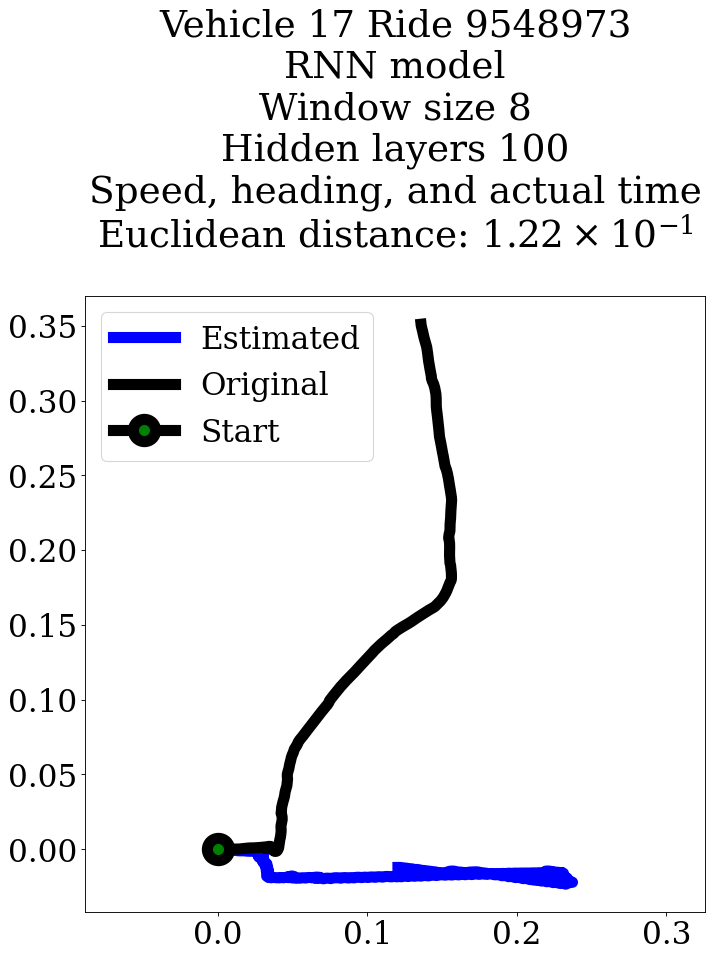 Vehicle 17 Ride 9548973
RNN model
Window size 8
Hidden layers 100
Speed, heading, and actual time
Euclidean distance: 1.22 × 10⁻¹
Estimated
Original
Start
0.35
0.30
0.25
0.20
0.15
0.10
0.05
0.00
0.0 0.1 0.2 0.3